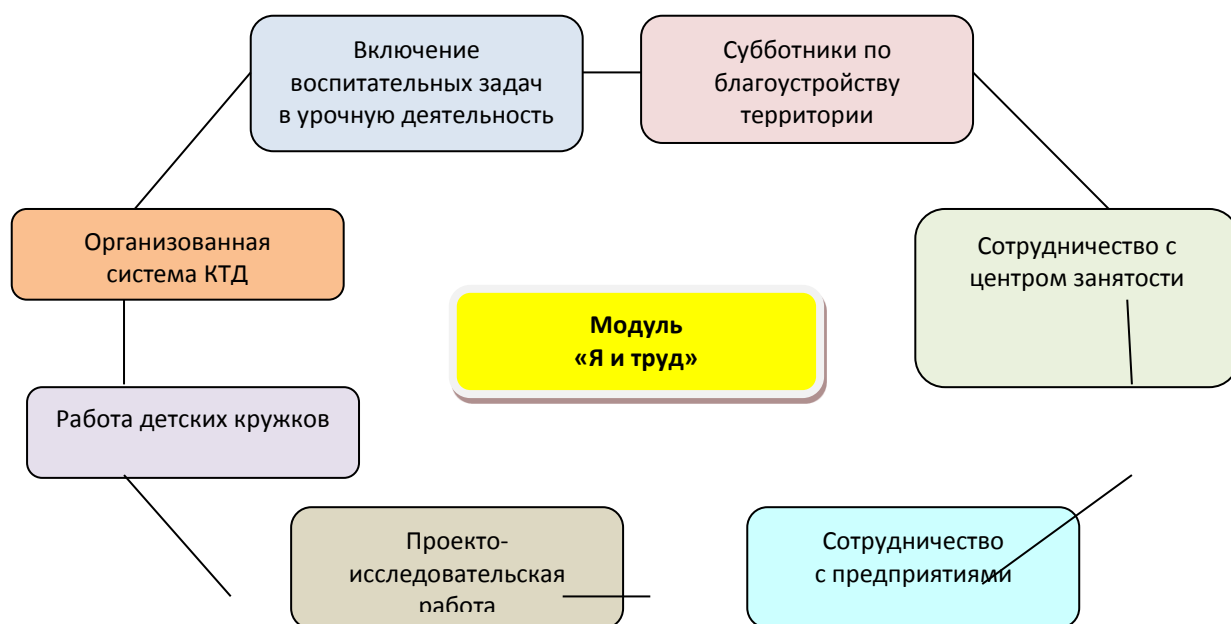 Включение
воспитательных задач
в урочную деятельность
Субботники по
благоустройству
территории
Организованная
система КТД
Сотрудничество с
центром занятости
Модуль
«Я и труд»
Работа детских кружков
Проекто-
исследовательская
работа
Сотрудничество
с предприятиями